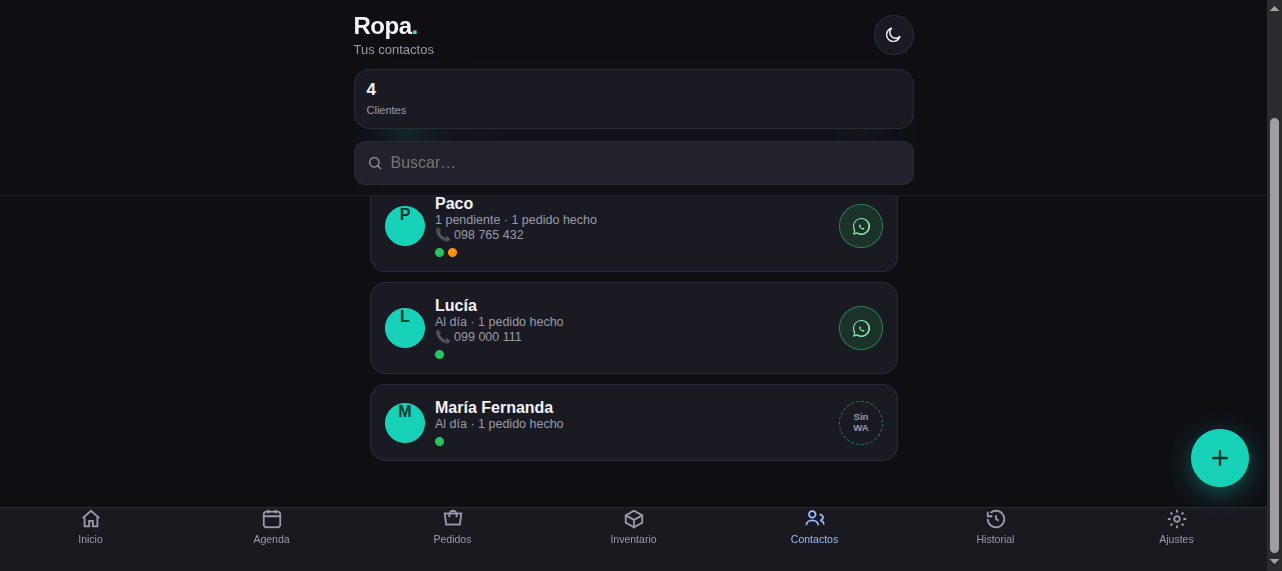 Ropa.
Tus contactos
4
Clientes
Buscar…
P
Paco
1 pendiente · 1 pedido hecho
📞 098 765 432
L
Lucía
Al día · 1 pedido hecho
📞 099 000 111
M
María Fernanda
Al día · 1 pedido hecho
Sin
WA
Inicio
Agenda
Pedidos
Inventario
Contactos
Historial
Ajustes